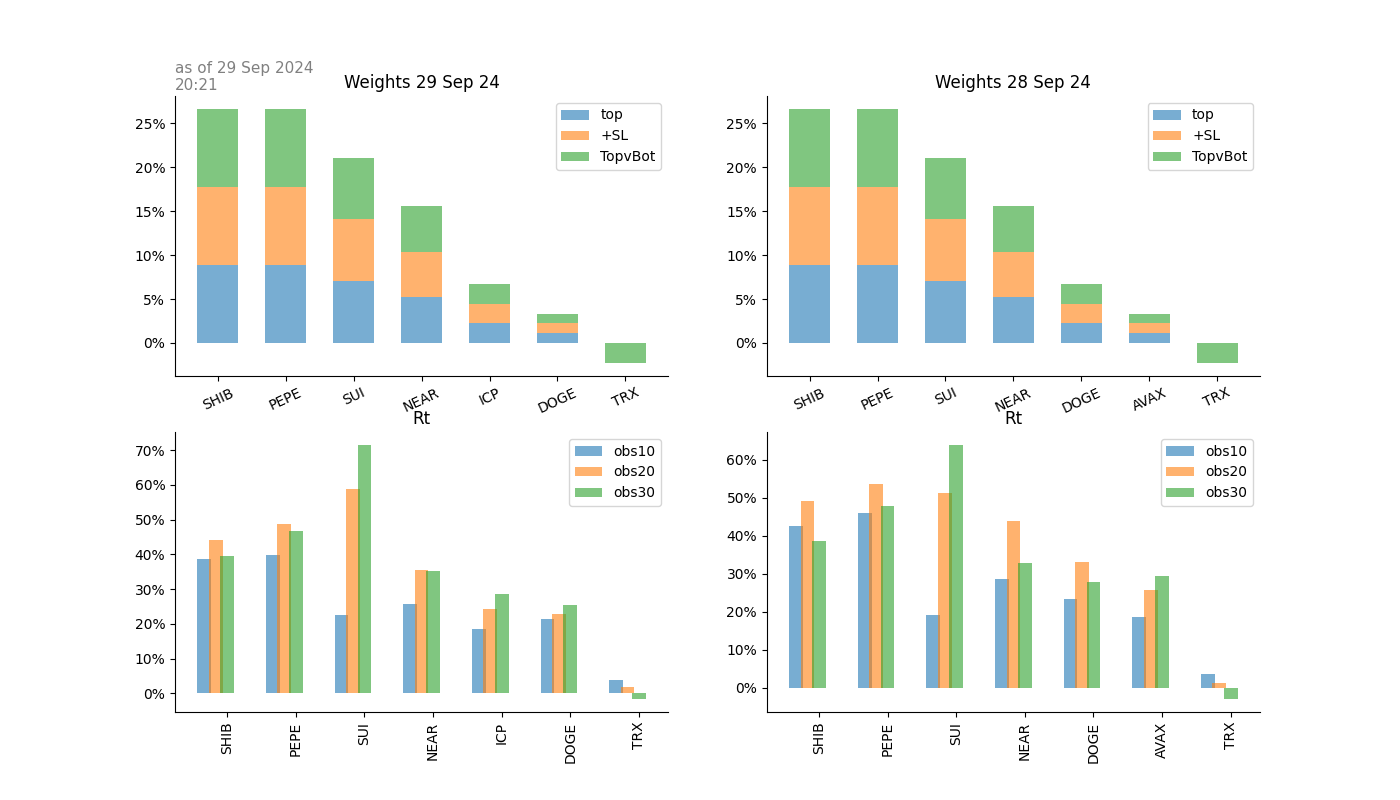 as of 29 Sep 2024
20:21
Weights 29 Sep 24
25%
20%
15%
10%
5%
0%
top
+SL
TopvBot
SHIB PEPE SUI NEAR ICP DOGE TRX
Weights 28 Sep 24
25%
20%
15%
10%
5%
0%
top
+SL
TopvBot
SHIB PEPE SUI NEAR DOGE AVAX TRX
Rt
70%
60%
50%
40%
30%
20%
10%
0%
obs10
obs20
obs30
SHIB PEPE SUI NEAR ICP DOGE TRX
Rt
60%
50%
40%
30%
20%
10%
0%
obs10
obs20
obs30
SHIB PEPE SUI NEAR DOGE AVAX TRX